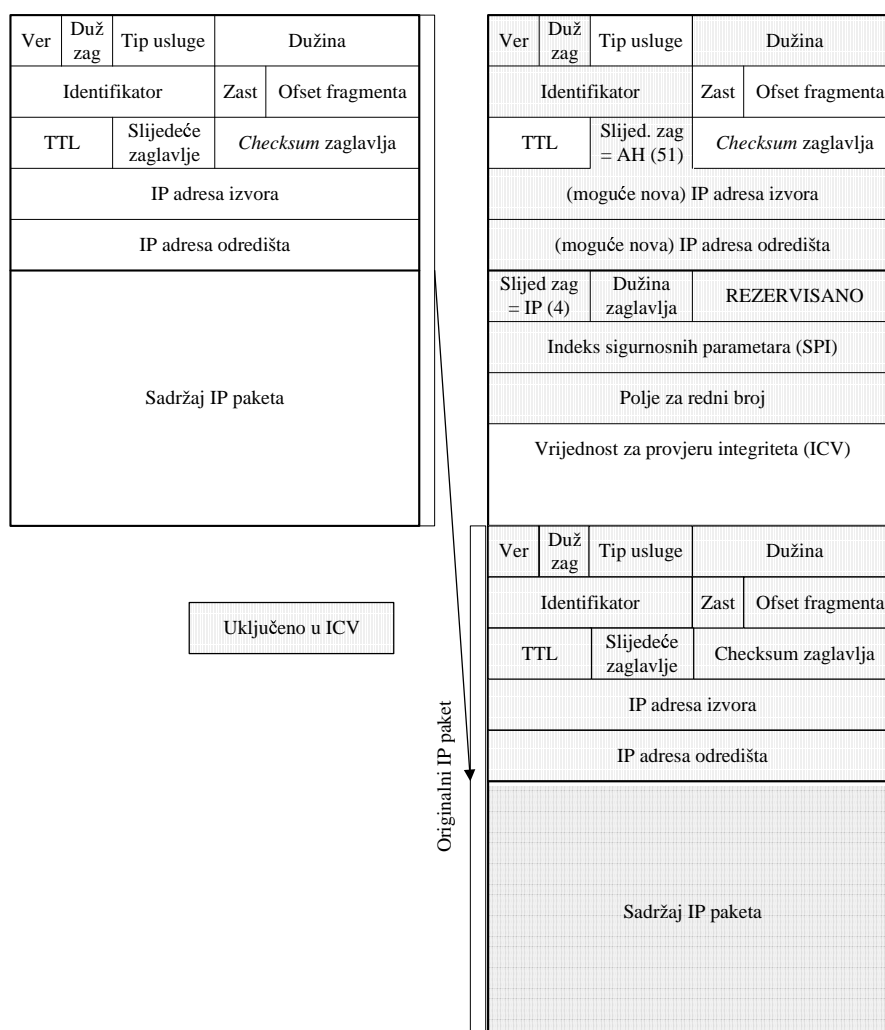 Ver
Duž
zag
Tip usluge
Dužina
Identifikator
Zast
Ofset fragmenta
TTL
Slijedeće
zaglavlje
Checksum zaglavlja
IP adresa izvora
IP adresa odredišta
Sadržaj IP paketa
Uključeno u ICV
Ver
Duž
zag
Tip usluge
Dužina
Identifikator
Zast
Ofset fragmenta
TTL
Slijed. zag
= AH (51)
Checksum zaglavlja
(moguće nova) IP adresa izvora
(moguće nova) IP adresa odredišta
Slijed zag
= IP (4)
Dužina
zaglavlja
REZERVISANO
Indeks sigurnosnih parametara (SPI)
Polje za redni broj
Vrijednost za provjeru integriteta (ICV)
Originalni IP paket
Ver
Duž
zag
Tip usluge
Dužina
Identifikator
Zast
Ofset fragmenta
TTL
Slijedeće
zaglavlje
Checksum zaglavlja
IP adresa izvora
IP adresa odredišta
Sadržaj IP paketa